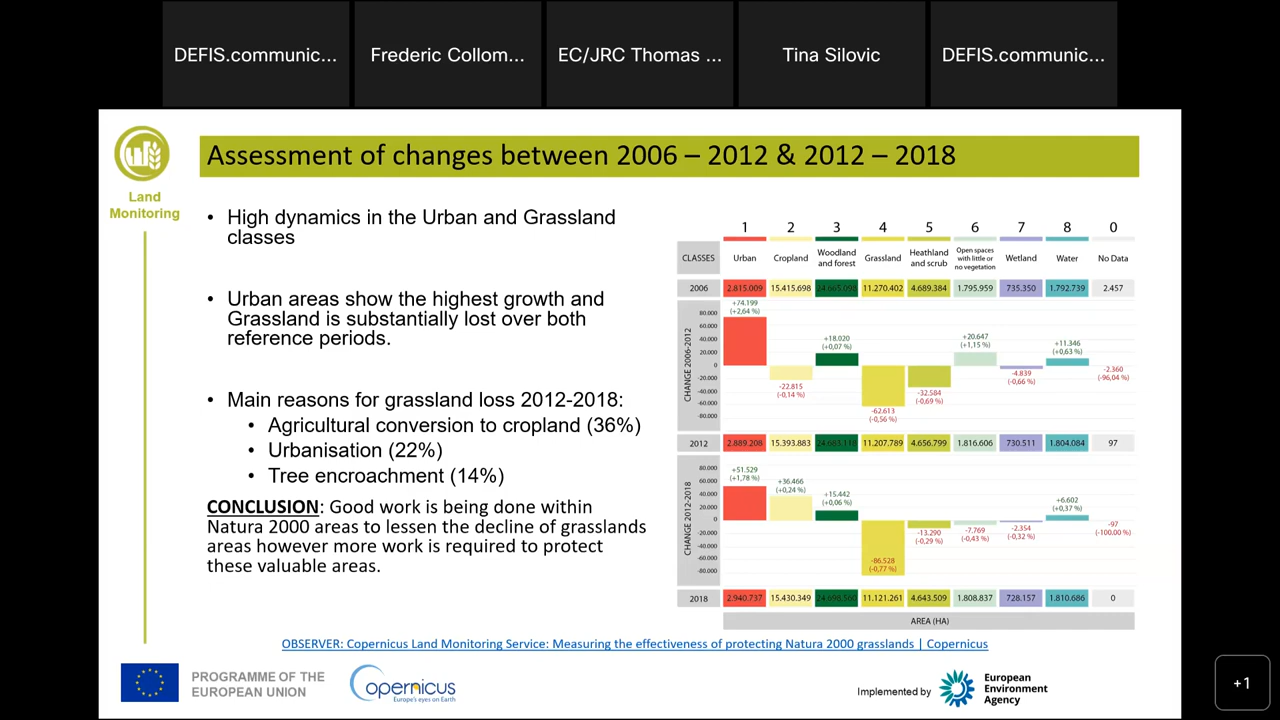 DEFIS.communic...
Frederic Collom...
EC/JRC Thomas ...
Tina Silovic
DEFIS.communic...
Land
Monitoring
Assessment of changes between 2006 – 2012 & 2012 – 2018
• High dynamics in the Urban and Grassland
classes
• Urban areas show the highest growth and
Grassland is substantially lost over both
reference periods.
• Main reasons for grassland loss 2012-2018:
• Agricultural conversion to cropland (36%)
• Urbanisation (22%)
• Tree encroachment (14%)
CONCLUSION: Good work is being done within
Natura 2000 areas to lessen the decline of grasslands
areas however more work is required to protect
these valuable areas.
1 2 3 4 5 6 7 8 0
CLASSES
Urban
Cropland
Woodland
and forest
Grassland
Heathland
and scrub
Open spaces
with little or
no vegetation
Wetland
Water
No Data
2006 2.815.009 15.415.698 11.270.402 4.689.384 1.795.959 735.350 1.792.739 2.457
CHANGE 2006-2012
80.000
60.000
40.000
20.000
0
-20.000
-40.000
-60.000
-80.000
+74.199
(+2,64 %)
-22.815
(-0,14 %)
+18.020
(+0,07 %)
-62.613
(-0,56 %)
-32.584
(-0,69 %)
+20.647
(+1,15 %)
-4.839
(-0,66 %)
+11.346
(+0,63 %)
-2.360
(-96,04 %)
2012 2.889.208 15.393.883 11.207.789 4.656.799 1.816.606 730.511 1.804.084 97
CHANGE 2012-2018
80.000
60.000
40.000
20.000
0
-20.000
-40.000
-60.000
-80.000
+51.529
(+1,78 %)
+36.466
(+0,24 %)
+15.442
(+0,06 %)
-86.528
(-0,77 %)
-13.290
(-0,29 %)
-7.769
(-0,43 %)
-2.354
(-0,32 %)
+6.602
(+0,37 %)
-97
(-100,00 %)
2018 2.940.737 15.430.349 11.121.261 4.643.509 1.808.837 728.157 1.810.686 0
AREA (HA)
OBSERVER: Copernicus Land Monitoring Service: Measuring the effectiveness of protecting Natura 2000 grasslands | Copernicus
PROGRAMME OF THE
EUROPEAN UNION
opernicus
Europe's eyes on Earth
Implemented by
European
Environment
Agency
+1